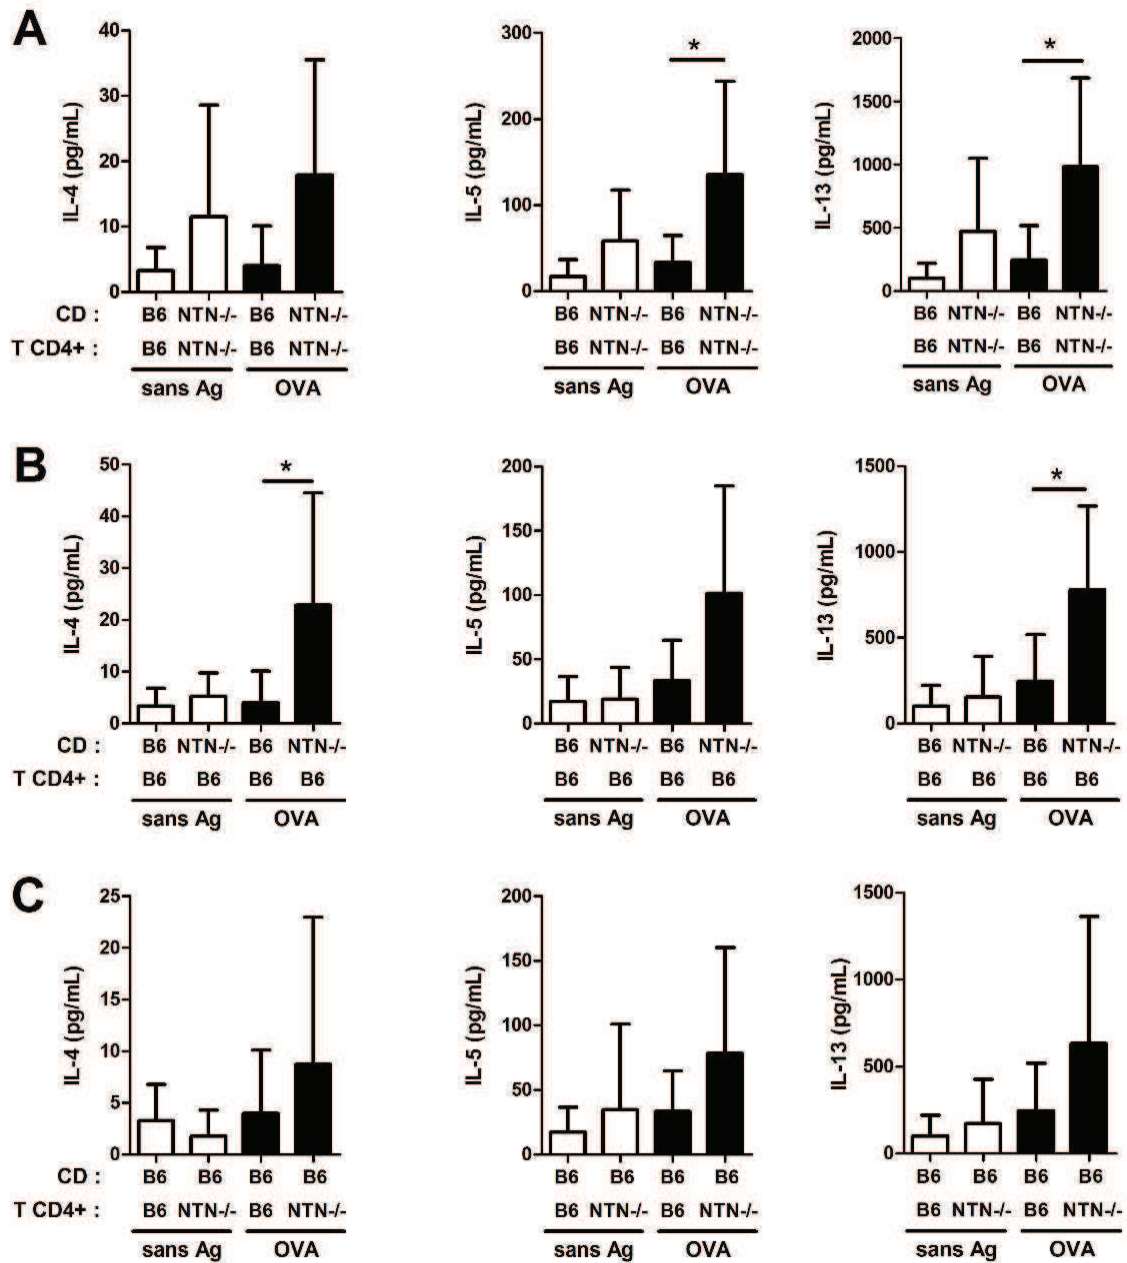 A
IL-4 (pg/mL)
40
30
20
10
0
CD : B6 NTN-/- B6 NTN-/-
T CD4+ : B6 NTN-/- B6 NTN-/-
sans Ag OVA
IL-5 (pg/mL)
300
200
100
0
*
B6 NTN-/- B6 NTN-/-
B6 NTN-/- B6 NTN-/-
sans Ag OVA
IL-13 (pg/mL)
2000
1500
1000
500
0
*
B6 NTN-/- B6 NTN-/-
B6 NTN-/- B6 NTN-/-
sans Ag OVA
B
IL-4 (pg/mL)
50
40
30
20
10
0
*
CD : B6 NTN-/- B6 NTN-/-
T CD4+ : B6 B6 B6 B6
sans Ag OVA
IL-5 (pg/mL)
200
150
100
50
0
B6 NTN-/- B6 NTN-/-
B6 B6 B6 B6
sans Ag OVA
IL-13 (pg/mL)
1500
1000
500
0
*
B6 NTN-/- B6 NTN-/-
B6 B6 B6 B6
sans Ag OVA
C
IL-4 (pg/mL)
25
20
15
10
5
0
CD : B6 B6 B6 B6
T CD4+ : B6 NTN-/- B6 NTN-/-
sans Ag OVA
IL-5 (pg/mL)
200
150
100
50
0
B6 B6 B6 B6
B6 NTN-/- B6 NTN-/-
sans Ag OVA
IL-13 (pg/mL)
1500
1000
500
0
B6 B6 B6 B6
B6 NTN-/- B6 NTN-/-
sans Ag OVA